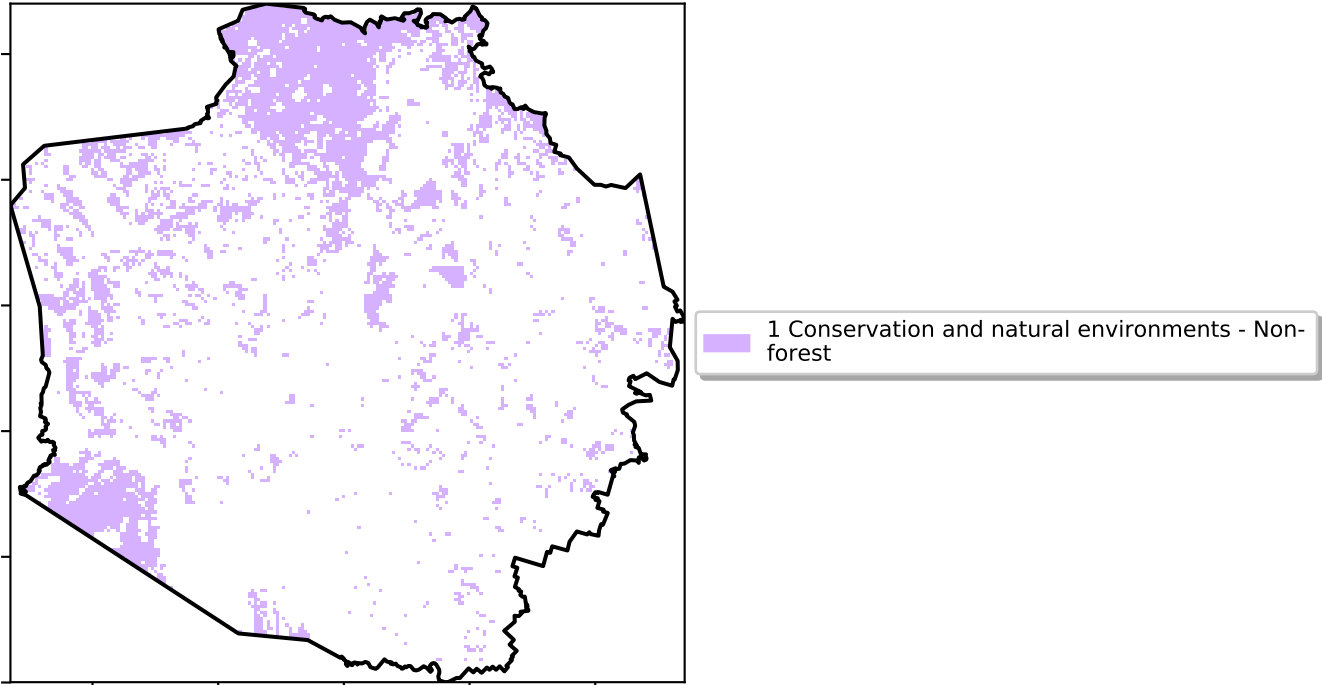 1 Conservation and natural environments - Non-
forest